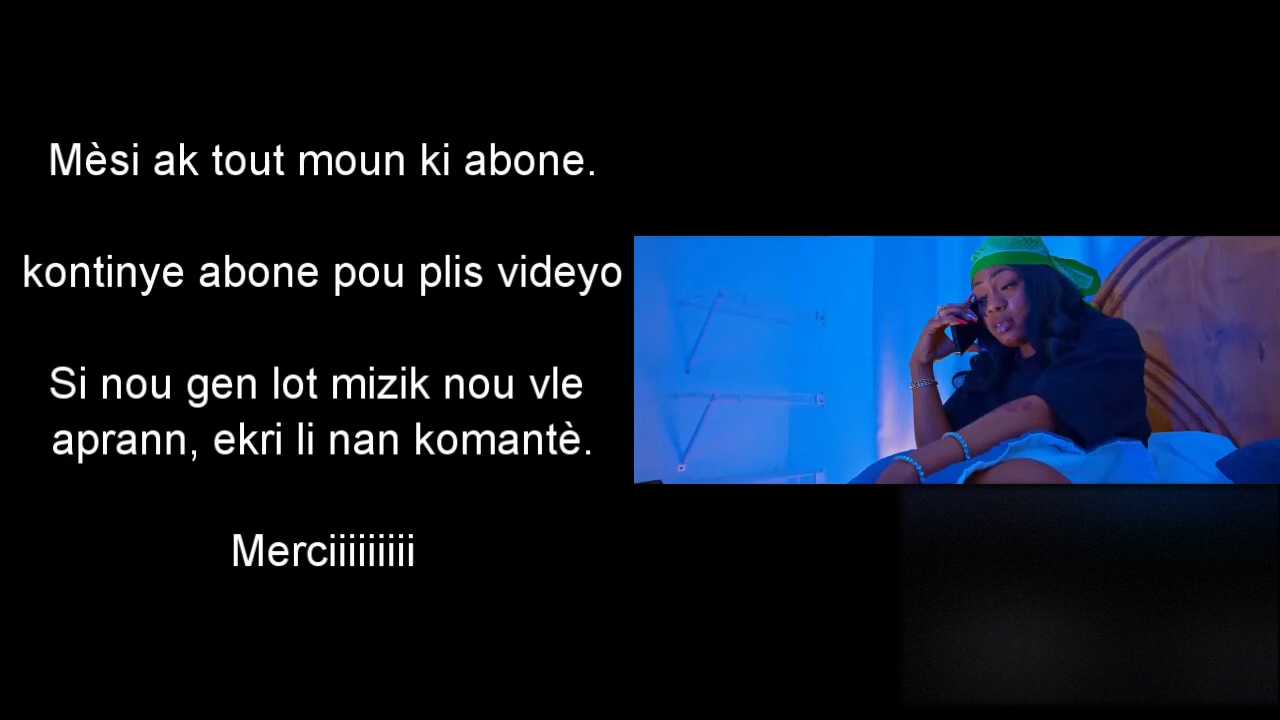 Mèsi ak tout moun ki abone.
kontinye abone pou plis videyo
Si nou gen lot mizik nou vle
aprann, ekri li nan komantè.
Merciiiiiiiii